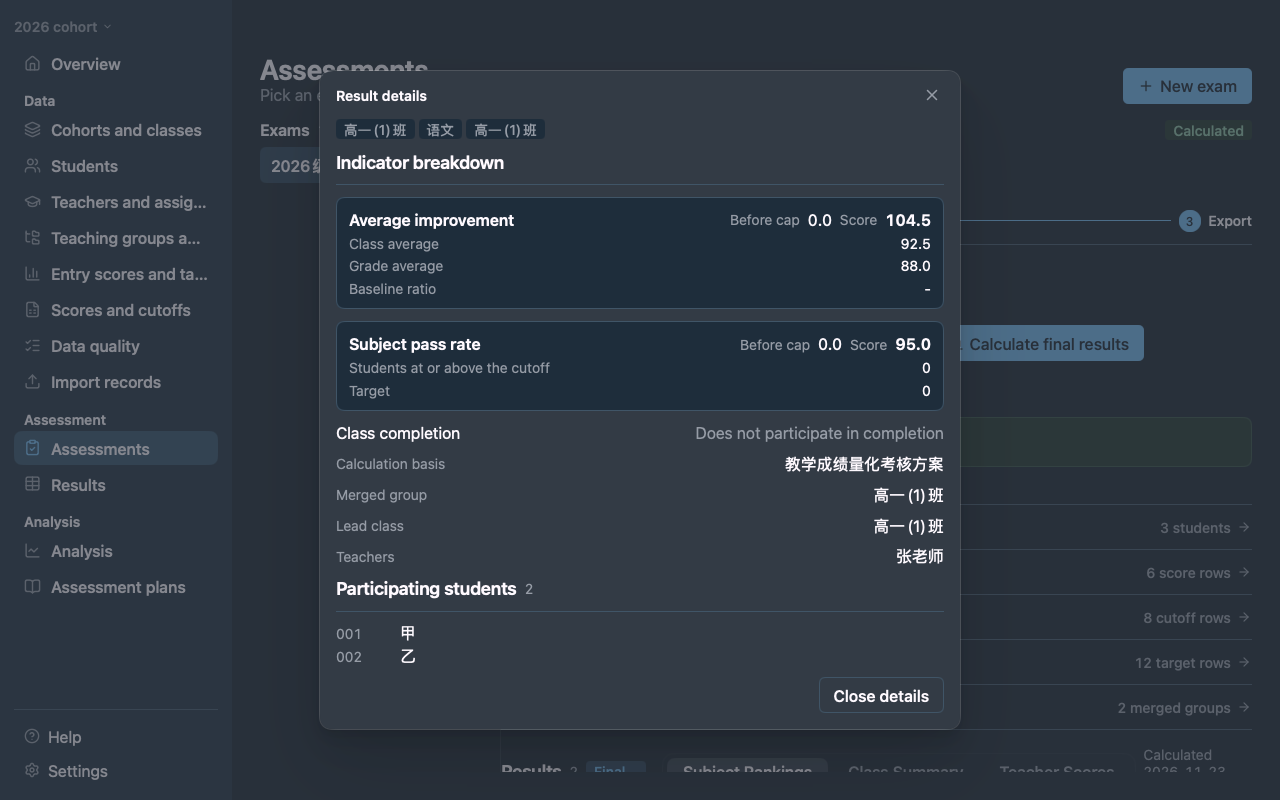 2026 cohort
Overview
Data
Cohorts and classes
Students
Teachers and assig...
Teaching groups a...
Entry scores and ta...
Scores and cutoffs
Data quality
Import records
Assessment
Assessments
Results
Analysis
Analysis
Assessment plans
Help
Settings
Assessments
Pick an
New exam
Exams
Calculated
2026
3 Export
Calculate final results
3 students
6 score rows
8 cutoff rows
12 target rows
2 merged groups
Results 2 Final Subject Rankings Class Summary Teacher Scores
Calculated
2026-11-23
Result details
高一 (1) 班 语文 高一 (1) 班
Indicator breakdown
Average improvement Before cap 0.0 Score 104.5
Class average 92.5
Grade average 88.0
Baseline ratio -
Subject pass rate Before cap 0.0 Score 95.0
Students at or above the cutoff 0
Target 0
Class completion Does not participate in completion
Calculation basis 教学成绩量化考核方案
Merged group 高一 (1) 班
Lead class 高一 (1) 班
Teachers 张老师
Participating students 2
001 甲
002 乙
Close details